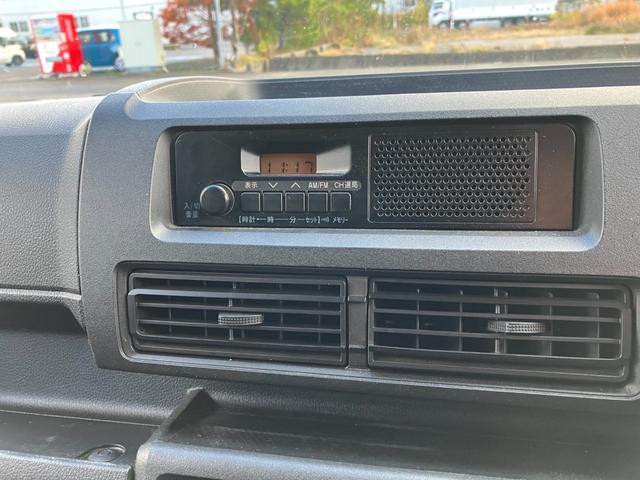 11:17
表示 ∨ ∧ AM/FM CH選局
入/切
音量
[時計 ― 時 ― 分 ― セット] メモリー